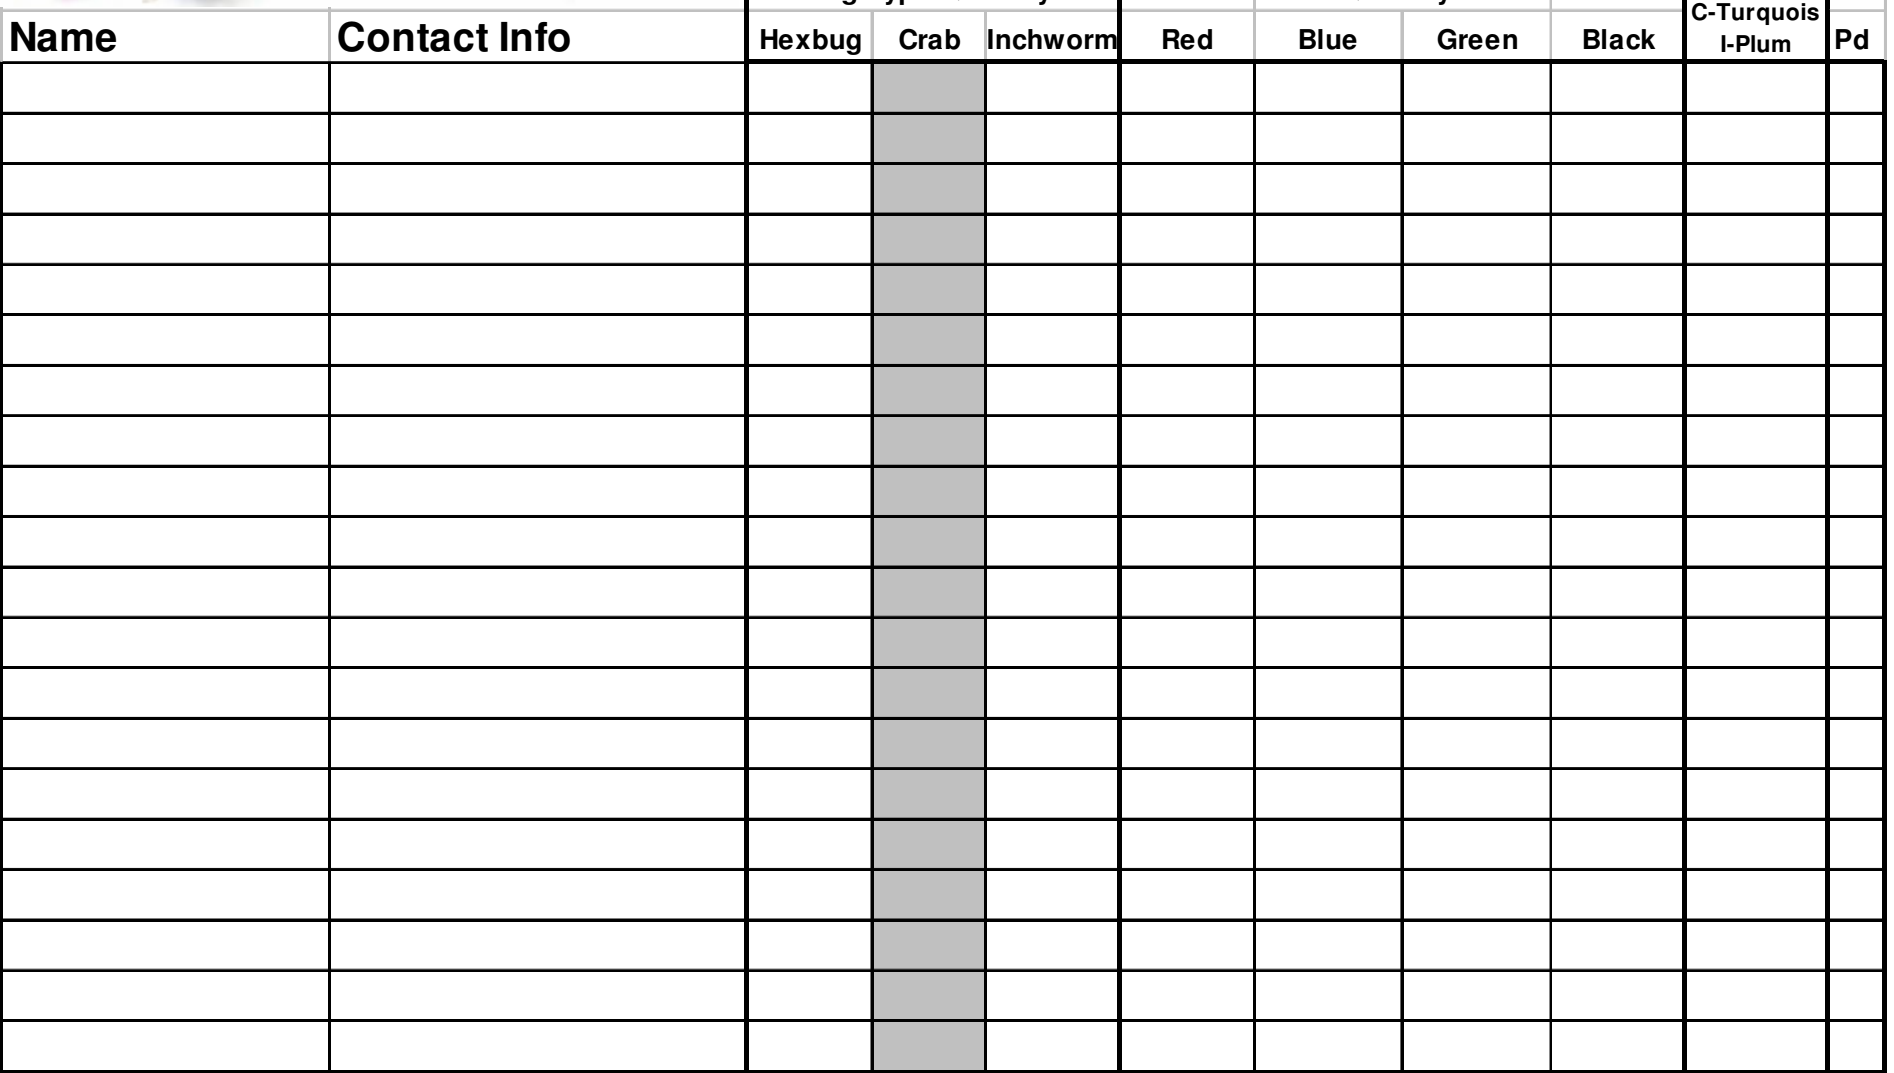 Name Contact Info Hexbug Crab Inchworm Red Blue Green Black C-Turquois
I-Plum Pd